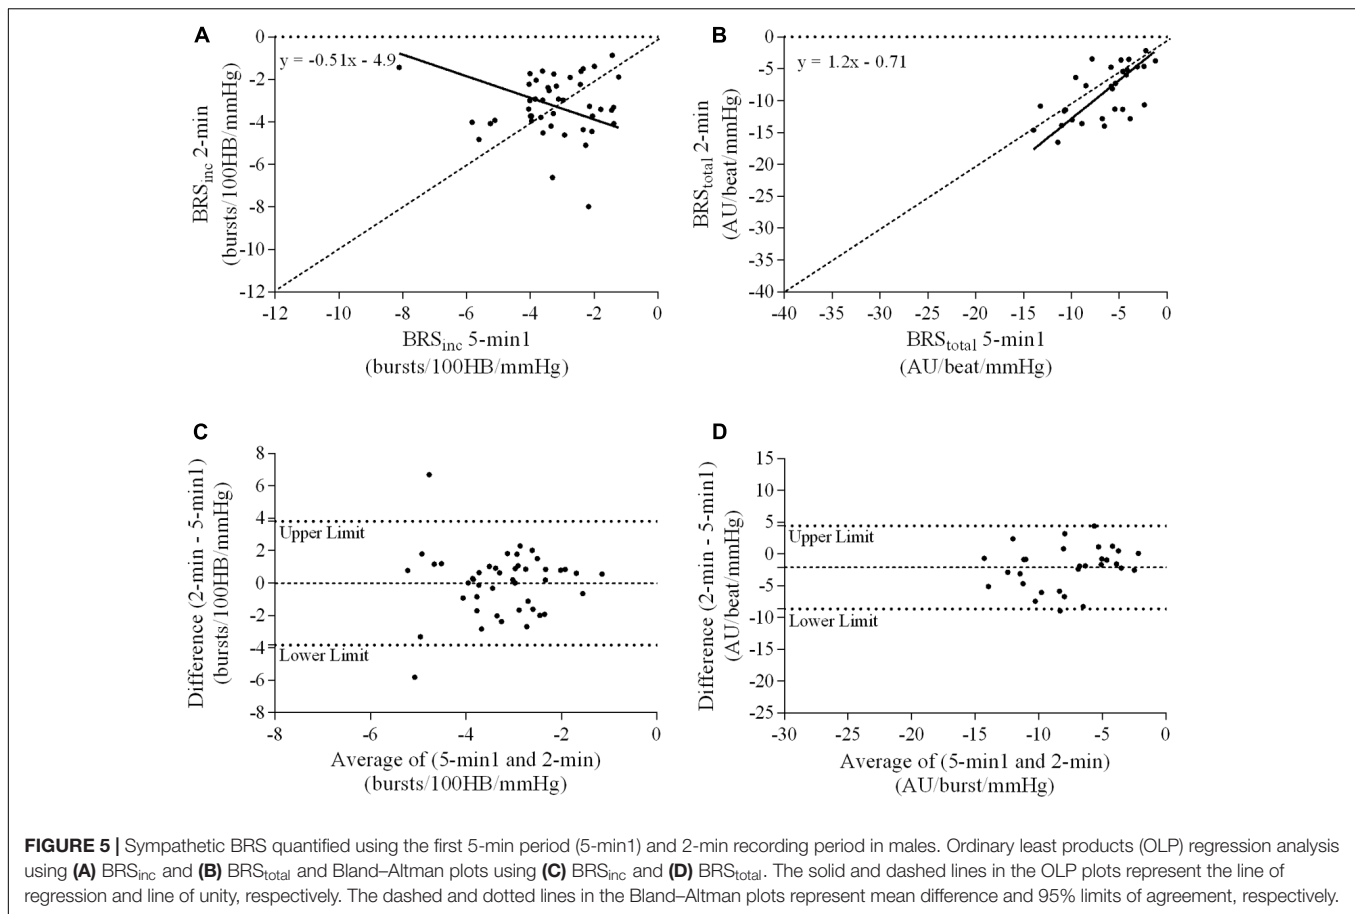 A
B
0
-2
-4
-6
-8
-10
-12
BRSinc 2-min
(bursts/100HB/mmHg)
y = -0.51x - 4.9
-12 -10 -8 -6 -4 -2 0
BRSinc 5-min1
(bursts/100HB/mmHg)
0
-5
-10
-15
-20
-25
-30
-35
-40
BRStotal 2-min
(AU/beat/mmHg)
y = 1.2x - 0.71
-40 -35 -30 -25 -20 -15 -10 -5 0
BRStotal 5-min1
(AU/beat/mmHg)
C
D
8
6
4
2
0
-2
-4
-6
-8
Difference (2-min - 5-min1)
(bursts/100HB/mmHg)
Upper Limit
Lower Limit
-8 -6 -4 -2 0
Average of (5-min1 and 2-min)
(bursts/100HB/mmHg)
15
10
5
0
-5
-10
-15
-20
-25
Difference (2-min - 5-min1)
(AU/beat/mmHg)
Upper Limit
Lower Limit
-30 -25 -20 -15 -10 -5 0
Average of (5-min1 and 2-min)
(AU/burst/mmHg)
FIGURE 5 | Sympathetic BRS quantified using the first 5-min period (5-min1) and 2-min recording period in males. Ordinary least products (OLP) regression analysis
using (A) BRSinc and (B) BRStotal and Bland–Altman plots using (C) BRSinc and (D) BRStotal. The solid and dashed lines in the OLP plots represent the line of
regression and line of unity, respectively. The dashed and dotted lines in the Bland–Altman plots represent mean difference and 95% limits of agreement, respectively.